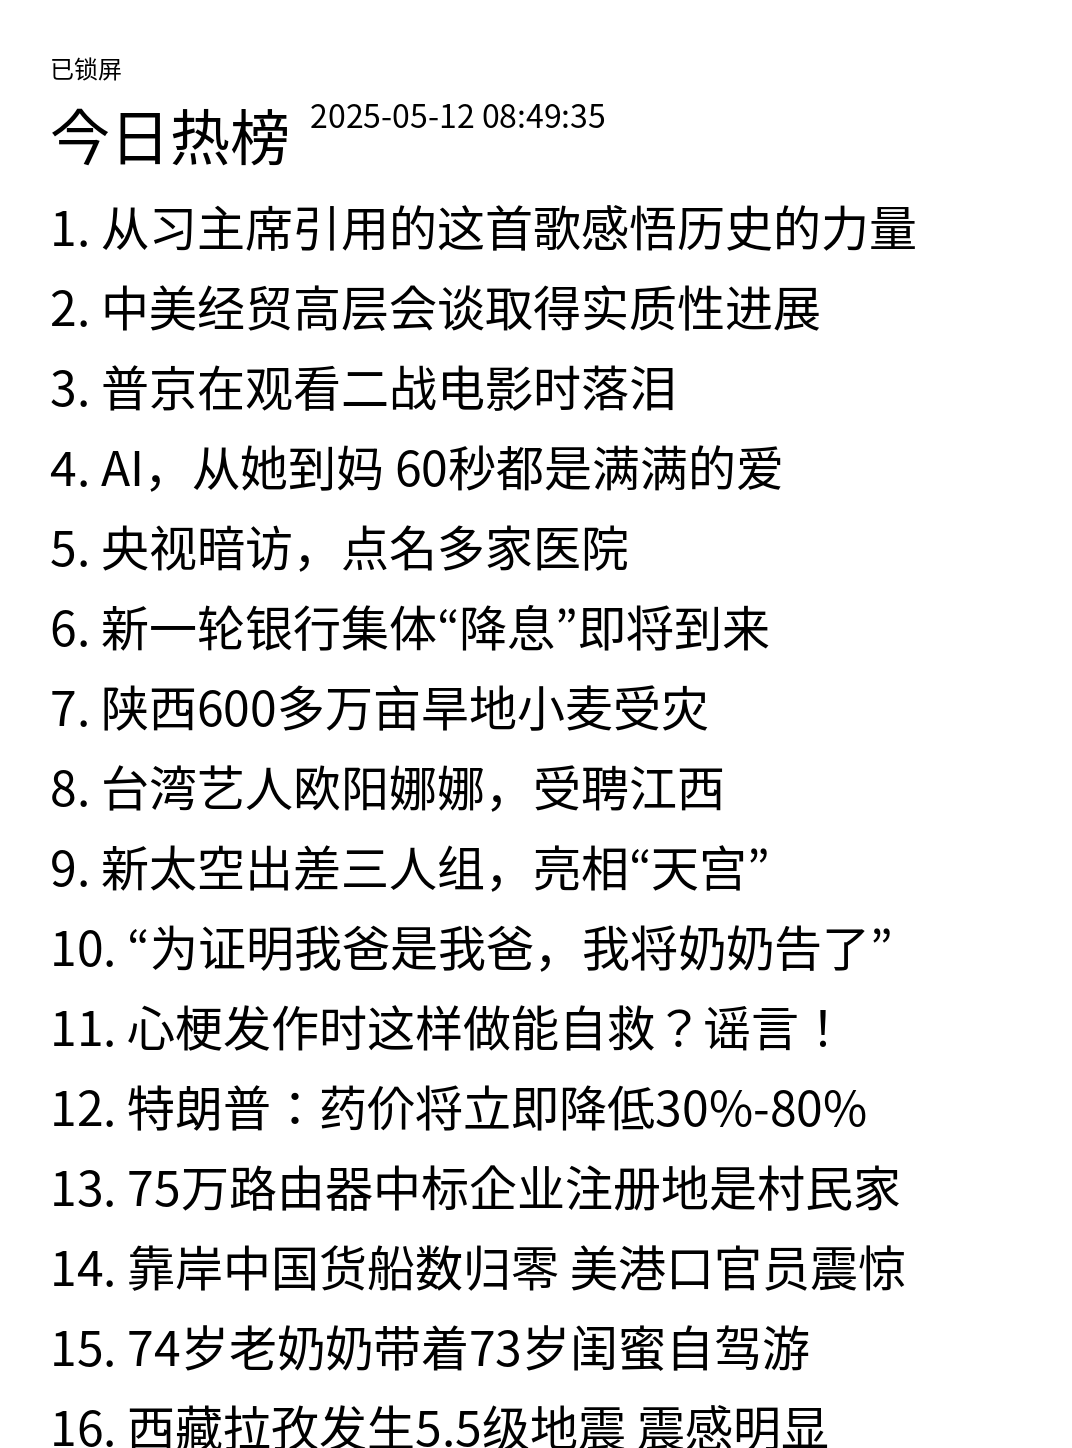 已锁屏
今日热榜 2025-05-12 08:49:35
1. 从习主席引用的这首歌感悟历史的力量
2. 中美经贸高层会谈取得实质性进展
3. 普京在观看二战电影时落泪
4. AI，从她到妈 60秒都是满满的爱
5. 央视暗访，点名多家医院
6. 新一轮银行集体“降息”即将到来
7. 陕西600多万亩旱地小麦受灾
8. 台湾艺人欧阳娜娜，受聘江西
9. 新太空出差三人组，亮相“天宫”
10. “为证明我爸是我爸，我将奶奶告了”
11. 心梗发作时这样做能自救？谣言！
12. 特朗普：药价将立即降低30%-80%
13. 75万路由器中标企业注册地是村民家
14. 靠岸中国货船数归零 美港口官员震惊
15. 74岁老奶奶带着73岁闺蜜自驾游
16. 西藏拉孜发生5.5级地震 震感明显